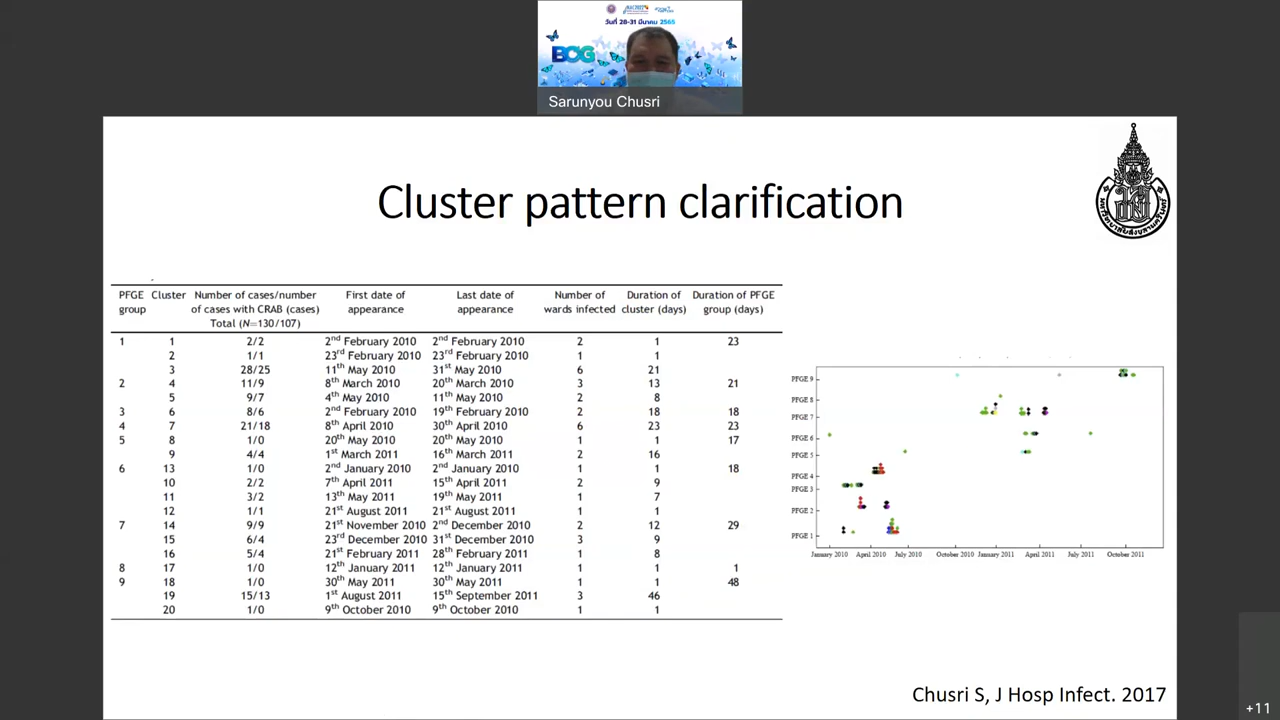 วันที่ 28-31 มีนาคม 2565
BCG
Sarunyou Chusri
Cluster pattern clarification
PFGE Cluster Number of cases/number First date of Last date of Number of Duration of Duration of PFGE
group of cases with CRAB (cases) appearance appearance wards infected cluster (days) group (days)
Total (N=130/107)
1 1 2/2 2nd February 2010 2nd February 2010 2 1 23
2 1/1 23rd February 2010 23rd February 2010 1 1
3 28/25 11th May 2010 31st May 2010 6 21
2 4 11/9 8th March 2010 20th March 2010 3 13 21
5 9/7 4th May 2010 11th May 2010 2 8
3 6 8/6 2nd February 2010 19th February 2010 2 18 18
4 7 21/18 8th April 2010 30th April 2010 6 23 23
5 8 1/0 20th May 2010 20th May 2010 1 1 17
9 4/4 1st March 2011 16th March 2011 2 16
6 13 1/0 2nd January 2010 2nd January 2010 1 1 18
10 2/2 7th April 2011 15th April 2011 2 9
11 3/2 13th May 2011 19th May 2011 1 7
12 1/1 21st August 2011 21st August 2011 1 1
7 14 9/9 21st November 2010 2nd December 2010 2 12 29
15 6/4 23rd December 2010 31st December 2010 3 9
16 5/4 21st February 2011 28th February 2011 1 8
8 17 1/0 12th January 2011 12th January 2011 1 1 1
9 18 1/0 30th May 2011 30th May 2011 1 1 48
19 15/13 1st August 2011 15th September 2011 3 46
20 1/0 9th October 2010 9th October 2010 1 1
PFGE 9
PFGE 8
PFGE 7
PFGE 6
PFGE 5
PFGE 4
PFGE 3
PFGE 2
PFGE 1
January 2010 April 2010 July 2010 October 2010 January 2011 April 2011 July 2011 October 2011
Chusri S, J Hosp Infect. 2017
+11